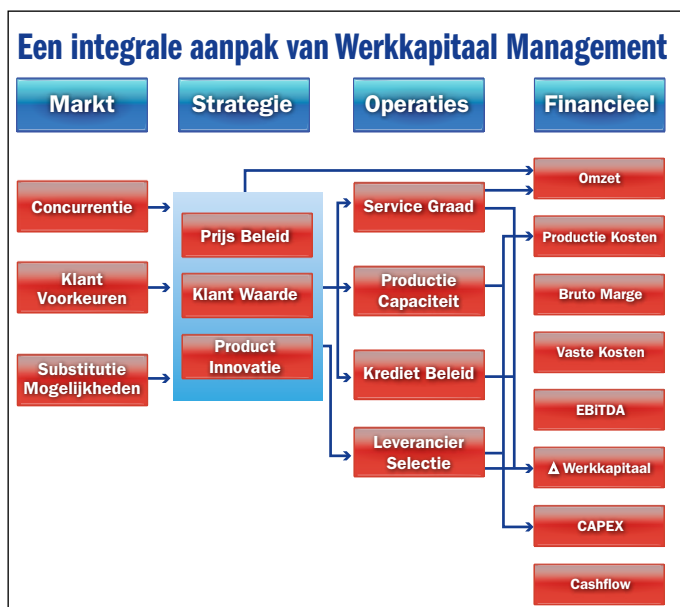 Een integrale aanpak van Werkkapitaal Management
Markt
Strategie
Operaties
Financieel
Concurrentie
Klant
Voorkeuren
Substitutie
Mogelijkheden
Prijs Beleid
Klant Waarde
Product
Innovatie
Service Graad
Productie
Capaciteit
Krediet Beleid
Leverancier
Selectie
Omzet
Productie Kosten
Bruto Marge
Vaste Kosten
EBiTDA
Δ Werkkapitaal
CAPEX
Cashflow